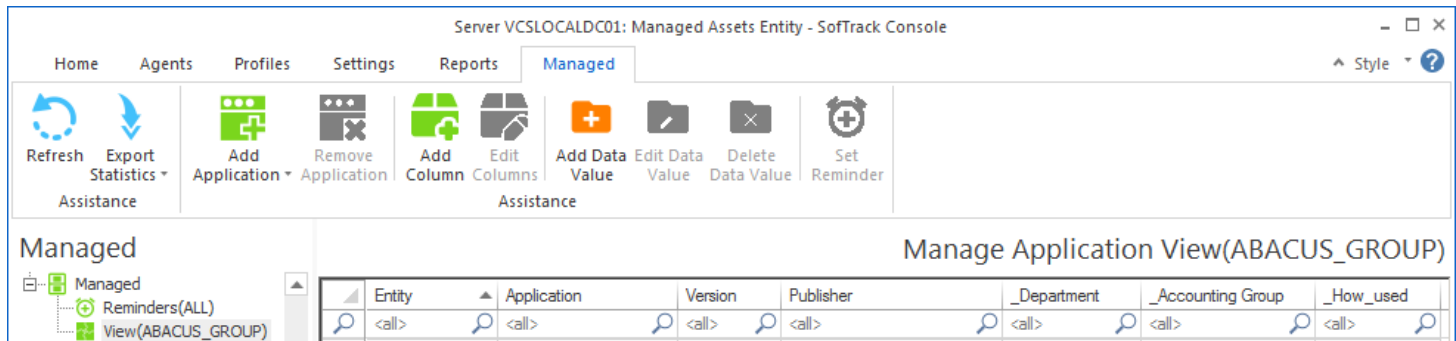 Server VCSLOCALDC01: Managed Assets Entity - SofTrack Console
Home Agents Profiles Settings Reports Managed Style
Refresh Export Add Remove Add Edit Add Data Edit Data Delete Set
Statistics Application Application Column Columns Value Value Data Value Reminder
Assistance Assistance
Managed Manage Application View(ABACUS_GROUP)
Managed
Reminders(ALL)
View(ABACUS_GROUP)
Entity Application Version Publisher _Department _Accounting Group _How_used
<all> <all> <all> <all> <all> <all> <all>